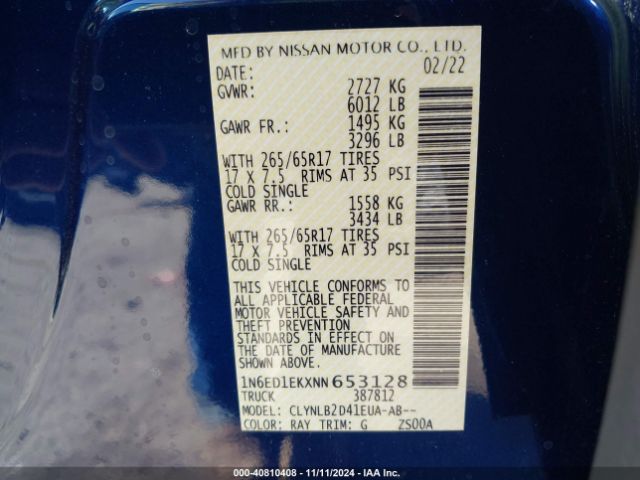 MFD BY NISSAN MOTOR CO., LTD.
DATE: 02/22
GVWR: 2727 KG
6012 LB
GAWR FR.: 1495 KG
3296 LB
WITH 265/65R17 TIRES
17 X 7.5 RIMS AT 35 PSI
COLD SINGLE
GAWR RR.: 1558 KG
3434 LB
WITH 265/65R17 TIRES
17 X 7.5 RIMS AT 35 PSI
COLD SINGLE
THIS VEHICLE CONFORMS TO
ALL APPLICABLE FEDERAL
MOTOR VEHICLE SAFETY AND
THEFT PREVENTION
STANDARDS IN EFFECT ON
THE DATE OF MANUFACTURE
SHOWN ABOVE.
1N6ED1EKXNN653128
TRUCK 387812
MODEL: CLYNLB2D41EUA-AB--
COLOR: RAY TRIM: G ZS00A
000-40810408 - 11/11/2024 - IAA Inc.